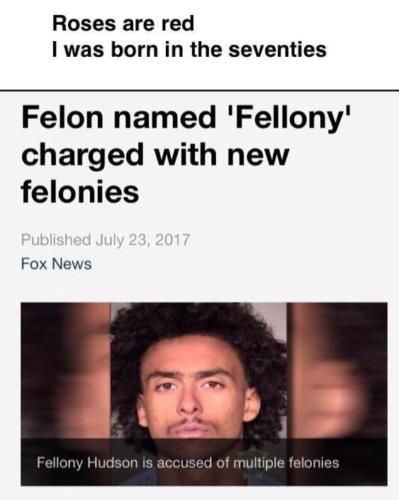 Roses are red
I was born in the seventies
Felon named 'Fellony'
charged with new
felonies
Published July 23, 2017
Fox News
Fellony Hudson is accused of multiple felonies